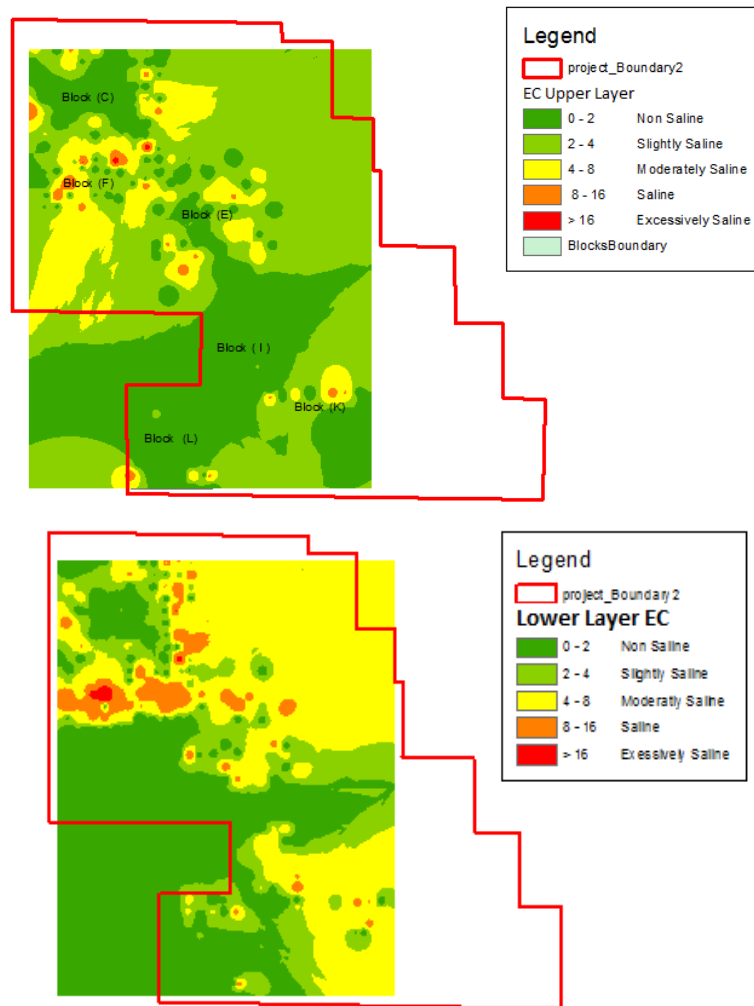 Legend
project_Boundary2
EC Upper Layer
0 - 2 Non Saline
2 - 4 Slightly Saline
4 - 8 Moderately Saline
8 - 16 Saline
> 16 Excessively Saline
BlocksBoundary
Block (C)
Block (F)
Block (E)
Block ( I )
Block (K)
Block (L)
Legend
project_Boundary 2
Lower Layer EC
0 - 2 Non Saline
2 - 4 Slightly Saline
4 - 8 Moderatly Saline
8 - 16 Saline
> 16 Exessively Saline